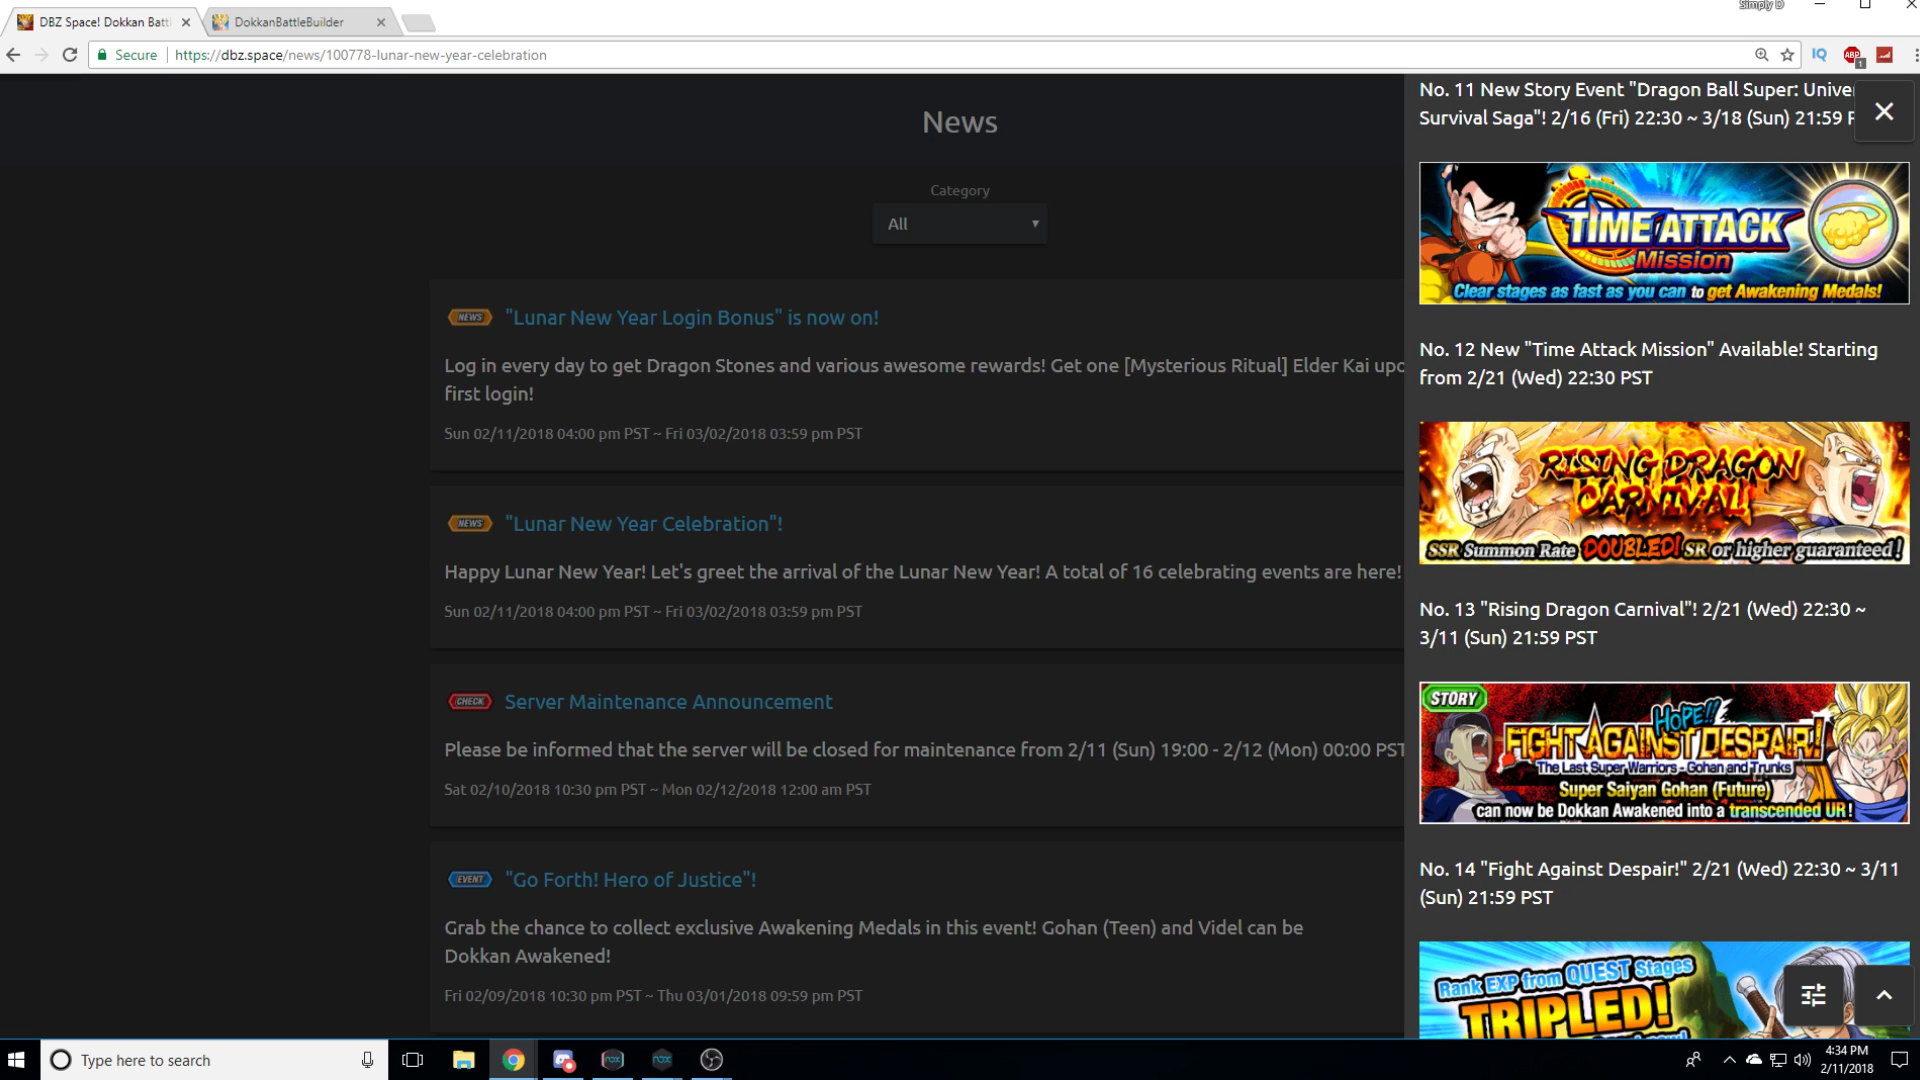 DBZ Space! Dokkan Batt
DokkanBattleBuilder
Simply D
Secure
https://dbz.space/news/100778-lunar-new-year-celebration
IQ
ABP
1
News
Category
All
NEWS
"Lunar New Year Login Bonus" is now on!
Log in every day to get Dragon Stones and various awesome rewards! Get one [Mysterious Ritual] Elder Kai upo
first login!
Sun 02/11/2018 04:00 pm PST ~ Fri 03/02/2018 03:59 pm PST
NEWS
"Lunar New Year Celebration"!
Happy Lunar New Year! Let's greet the arrival of the Lunar New Year! A total of 16 celebrating events are here!
Sun 02/11/2018 04:00 pm PST ~ Fri 03/02/2018 03:59 pm PST
CHECK
Server Maintenance Announcement
Please be informed that the server will be closed for maintenance from 2/11 (Sun) 19:00 - 2/12 (Mon) 00:00 PST
Sat 02/10/2018 10:30 pm PST ~ Mon 02/12/2018 12:00 am PST
EVENT
"Go Forth! Hero of Justice"!
Grab the chance to collect exclusive Awakening Medals in this event! Gohan (Teen) and Videl can be
Dokkan Awakened!
Fri 02/09/2018 10:30 pm PST ~ Thu 03/01/2018 09:59 pm PST
No. 11 New Story Event "Dragon Ball Super: Unive
Survival Saga"! 2/16 (Fri) 22:30 ~ 3/18 (Sun) 21:59 P
TIME ATTACK
Mission
Clear stages as fast as you can to get Awakening Medals!
No. 12 New "Time Attack Mission" Available! Starting
from 2/21 (Wed) 22:30 PST
RISING DRAGON
CARNIVAL!
SSR Summon Rate DOUBLED! SR or higher guaranteed!
No. 13 "Rising Dragon Carnival"! 2/21 (Wed) 22:30 ~
3/11 (Sun) 21:59 PST
STORY
HOPE!!
FIGHT AGAINST DESPAIR!
The Last Super Warriors - Gohan and Trunks
Super Saiyan Gohan (Future)
can now be Dokkan Awakened into a transcended UR!
No. 14 "Fight Against Despair!" 2/21 (Wed) 22:30 ~ 3/11
(Sun) 21:59 PST
Rank EXP from QUEST Stages
TRIPLED!
Type here to search
nox
nox
4:34 PM
2/11/2018